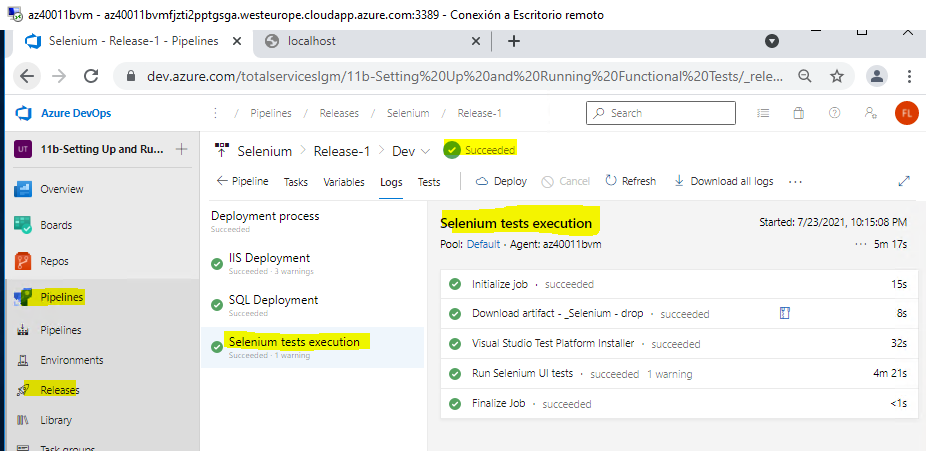 az40011bvm - az40011bvmfjzti2pptgsga.westeurope.cloudapp.azure.com:3389 - Conexión a Escritorio remoto
Selenium - Release-1 - Pipelines
localhost
dev.azure.com/totalserviceslgm/11b-Setting%20Up%20and%20Running%20Functional%20Tests/_rele...
Azure DevOps
/ Pipelines / Releases / Selenium / Release-1
Search
FL
UT 11b-Setting Up and Ru...
Selenium > Release-1 > Dev
Succeeded
Overview
Boards
Repos
Pipelines
Pipelines
Environments
Releases
Library
Task groups
Pipeline Tasks Variables Logs Tests
Deploy Cancel Refresh Download all logs ...
Deployment process
Succeeded
IIS Deployment
Succeeded · 3 warnings
SQL Deployment
Succeeded
Selenium tests execution
Succeeded · 1 warning
Selenium tests execution
Started: 7/23/2021, 10:15:08 PM
Pool: Default · Agent: az40011bvm
... 5m 17s
Initialize job · succeeded 15s
Download artifact - _Selenium - drop · succeeded 8s
Visual Studio Test Platform Installer · succeeded 32s
Run Selenium UI tests · succeeded 1 warning 4m 21s
Finalize Job · succeeded <1s